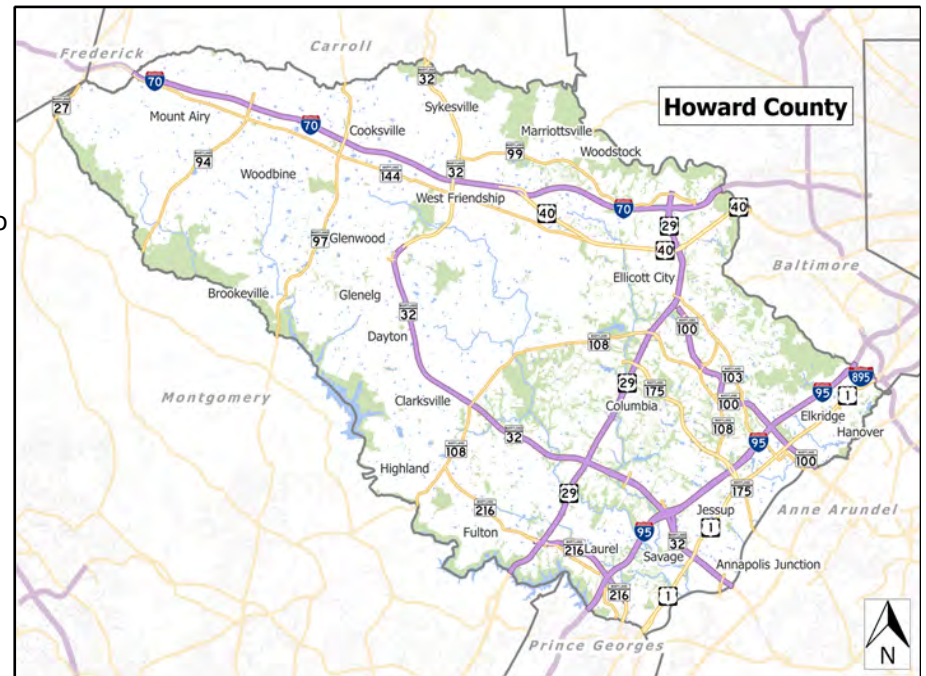 Frederick
Carroll
32
70
27
Howard County
Sykesville
Mount Airy
70
Cooksville
Marriottsville
99
Woodstock
94
32
Woodbine
144
West Friendship
70
40
40
29
o
97
Glenwood
40
Baltimore
Ellicott City
Brookeville
Glenelg
32
100
Dayton
108
103
95
895
29
175
Montgomery
Clarksville
Columbia
100
1
Elkridge
108
Hanover
32
95
108
100
Highland
29
175
216
Jessup
Anne Arundel
Fulton
95
1
216
Laurel
Savage
32
Annapolis Junction
216
1
Prince Georges
N